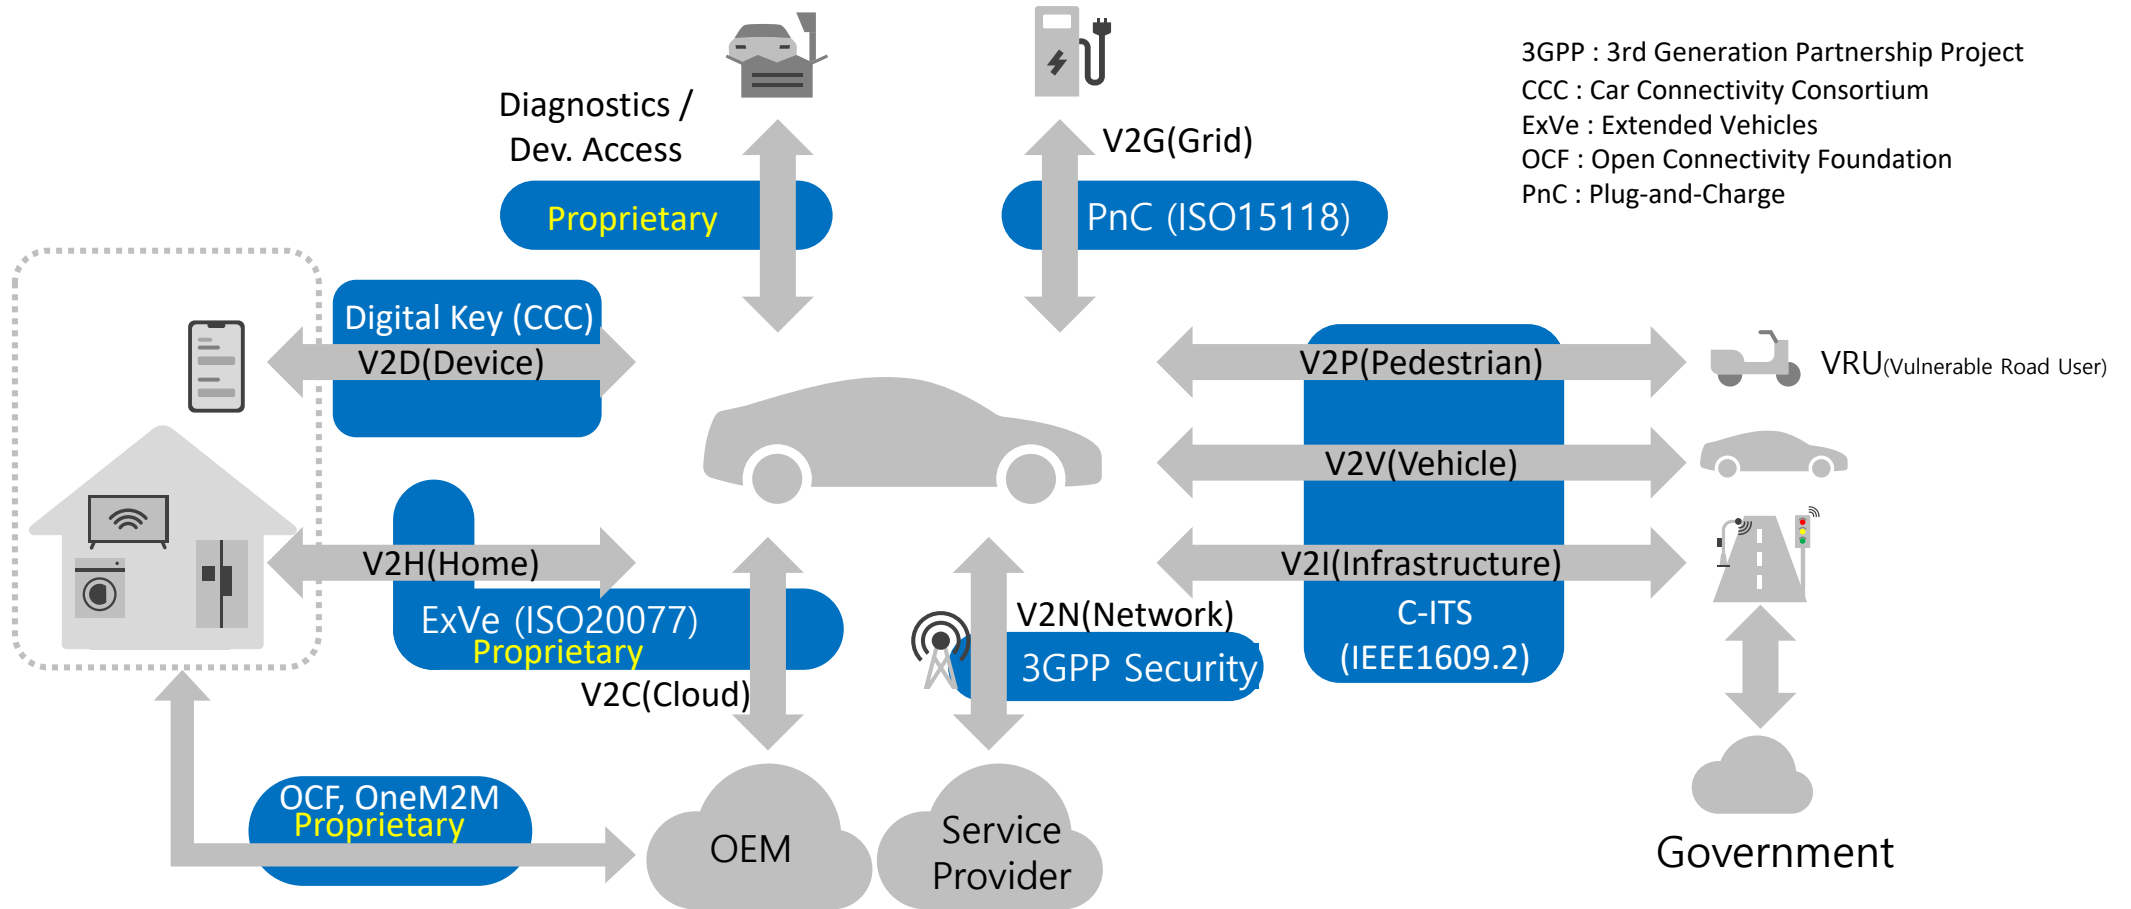 3GPP : 3rd Generation Partnership Project
CCC : Car Connectivity Consortium
ExVe : Extended Vehicles
OCF : Open Connectivity Foundation
PnC : Plug-and-Charge
Diagnostics /
Dev. Access
Proprietary
V2G(Grid)
PnC (ISO15118)
Digital Key (CCC)
V2D(Device)
V2P(Pedestrian)
VRU(Vulnerable Road User)
V2V(Vehicle)
V2H(Home)
V2I(Infrastructure)
ExVe (ISO20077)
Proprietary
V2C(Cloud)
V2N(Network)
3GPP Security
C-ITS
(IEEE1609.2)
OCF, OneM2M
Proprietary
OEM
Service
Provider
Government